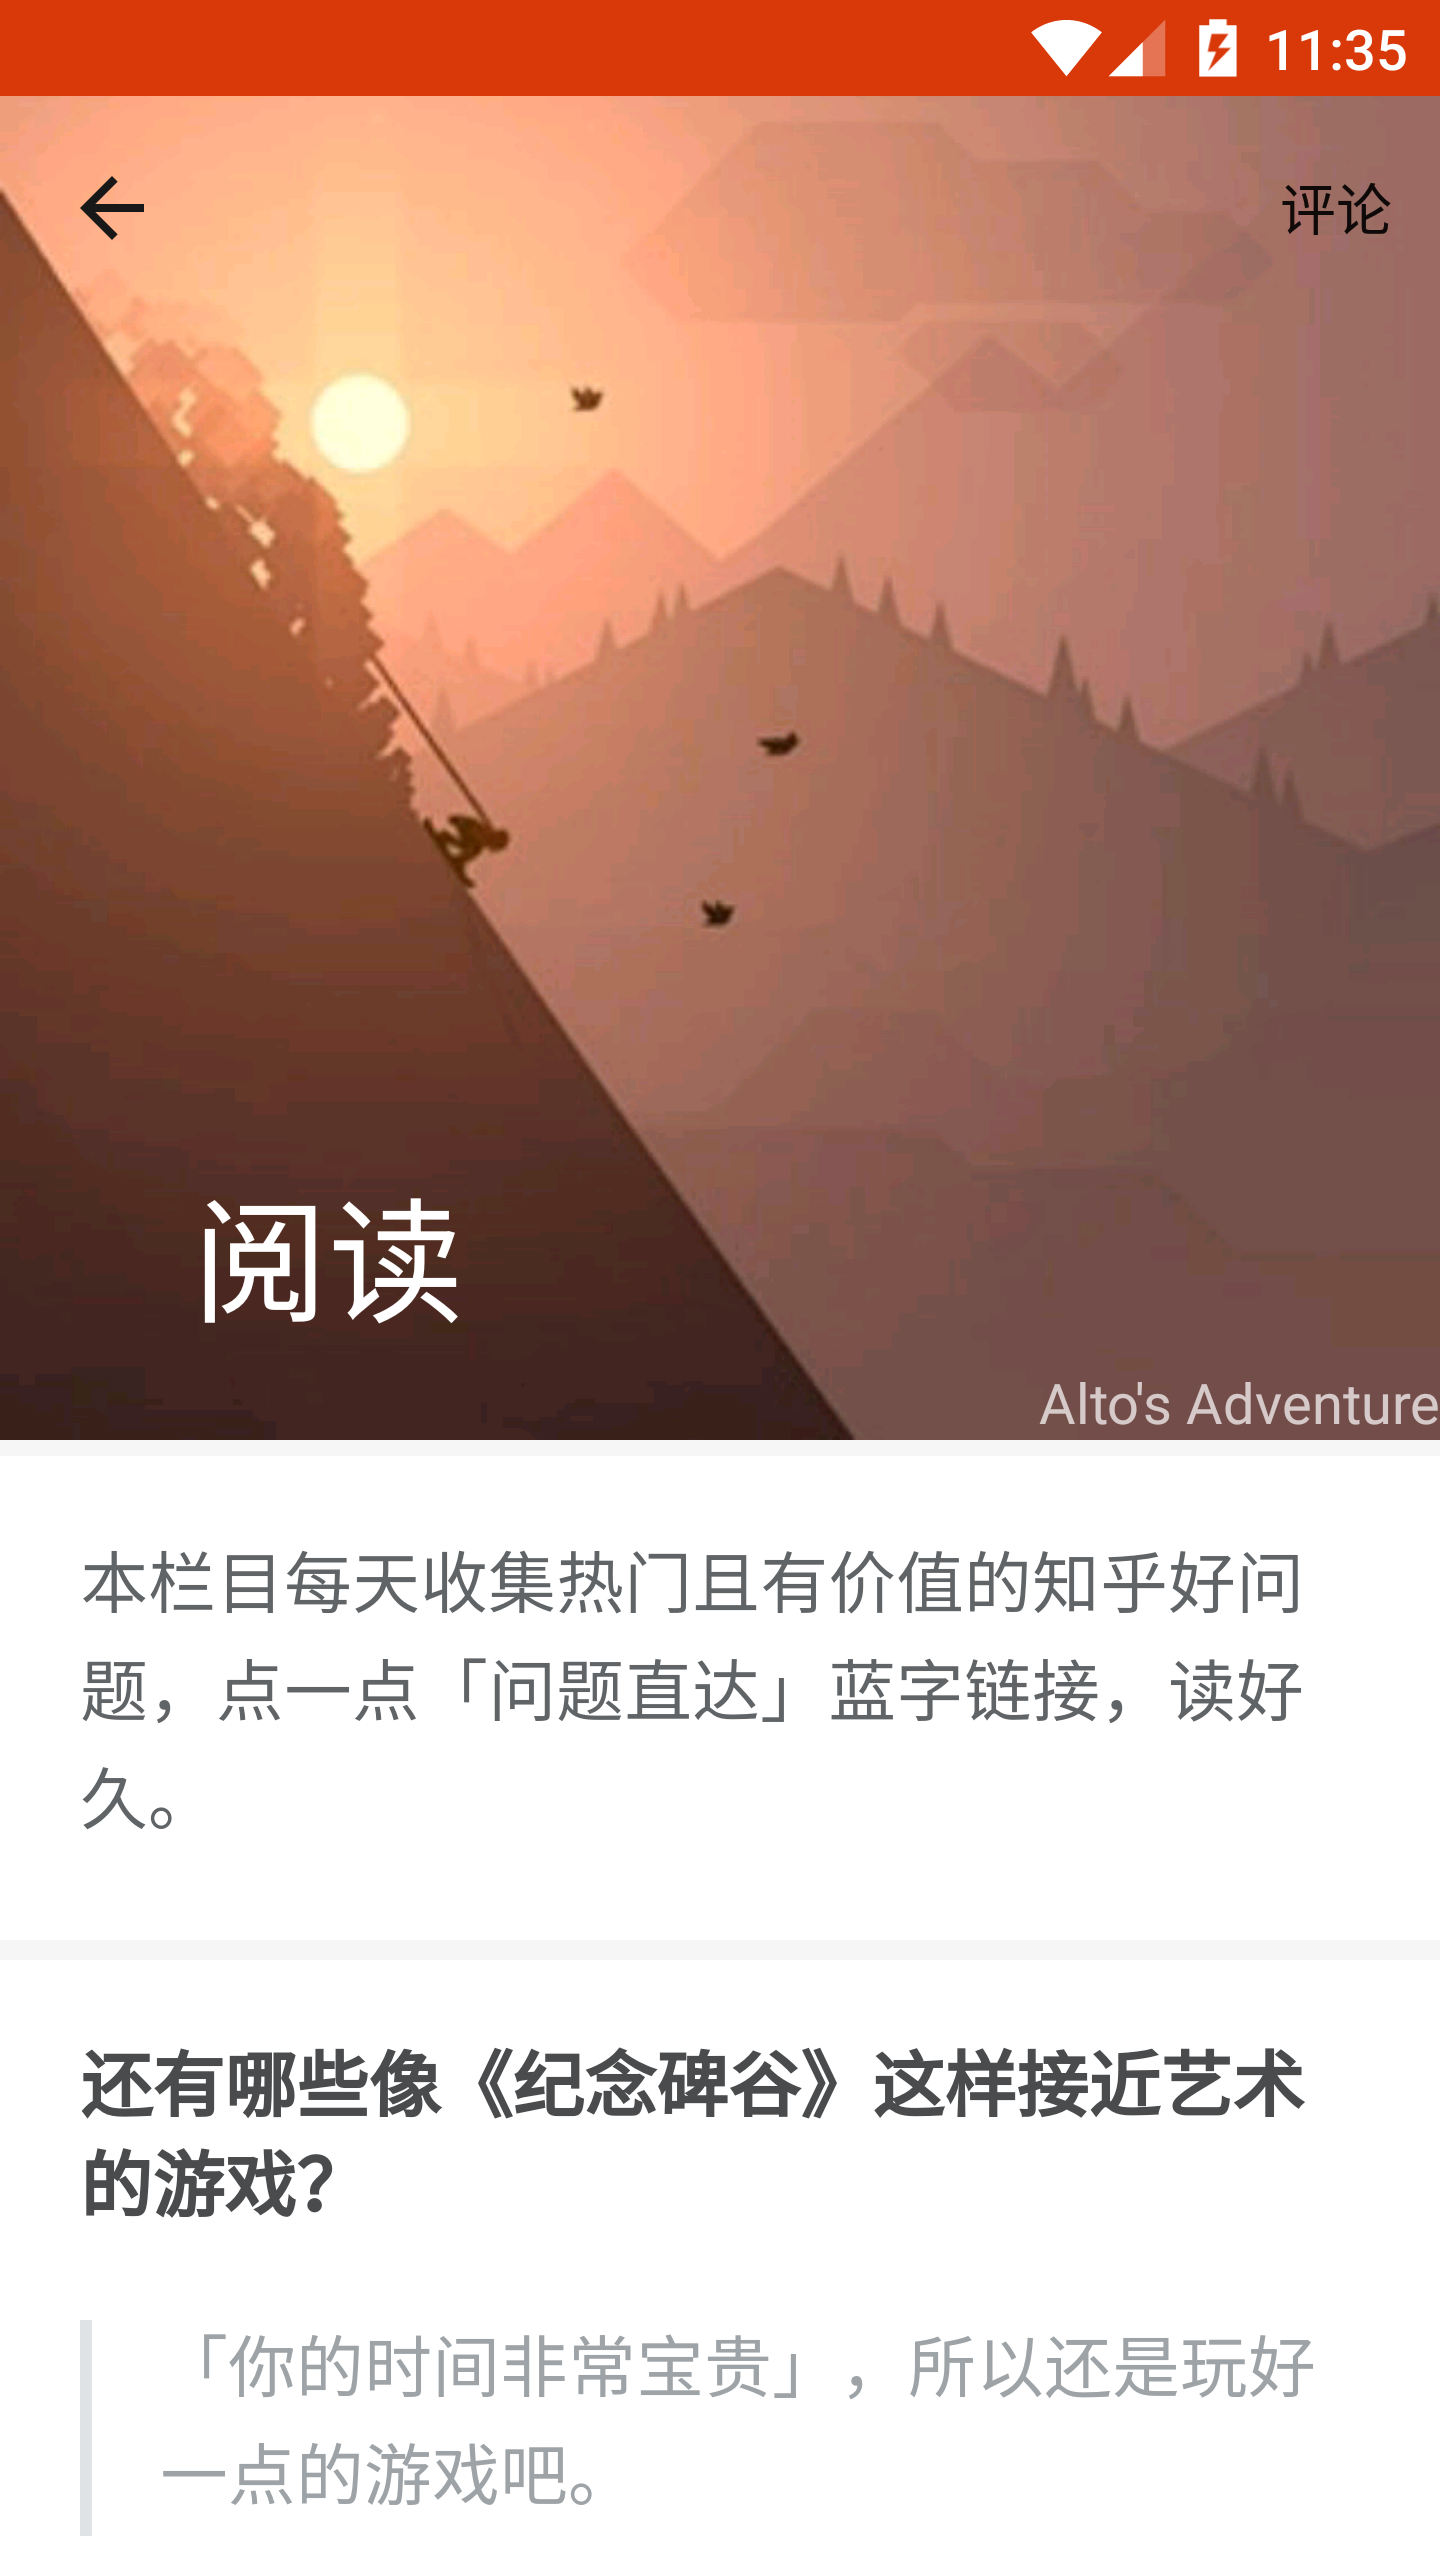 11:35
评论
阅读
Alto's Adventure
本栏目每天收集热门且有价值的知乎好问
题，点一点「问题直达」蓝字链接，读好
久。
还有哪些像《纪念碑谷》这样接近艺术
的游戏？
「你的时间非常宝贵」，所以还是玩好
一点的游戏吧。